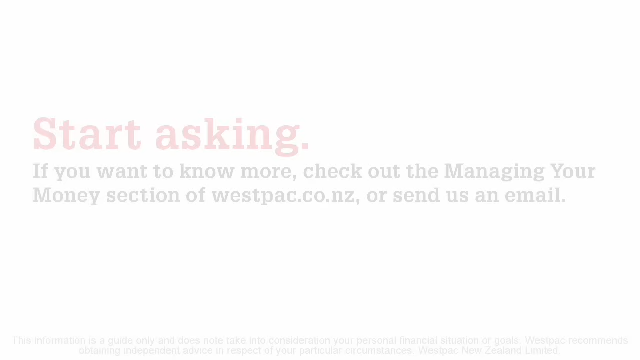 Start asking.
If you want to know more, check out the Managing Your
Money section of westpac.co.nz, or send us an email.
This information is a guide only and does note take into consideration your personal financial situation or goals. Westpac recommends
obtaining independent advice in respect of your particular circumstances. Westpac New Zealand Limited.